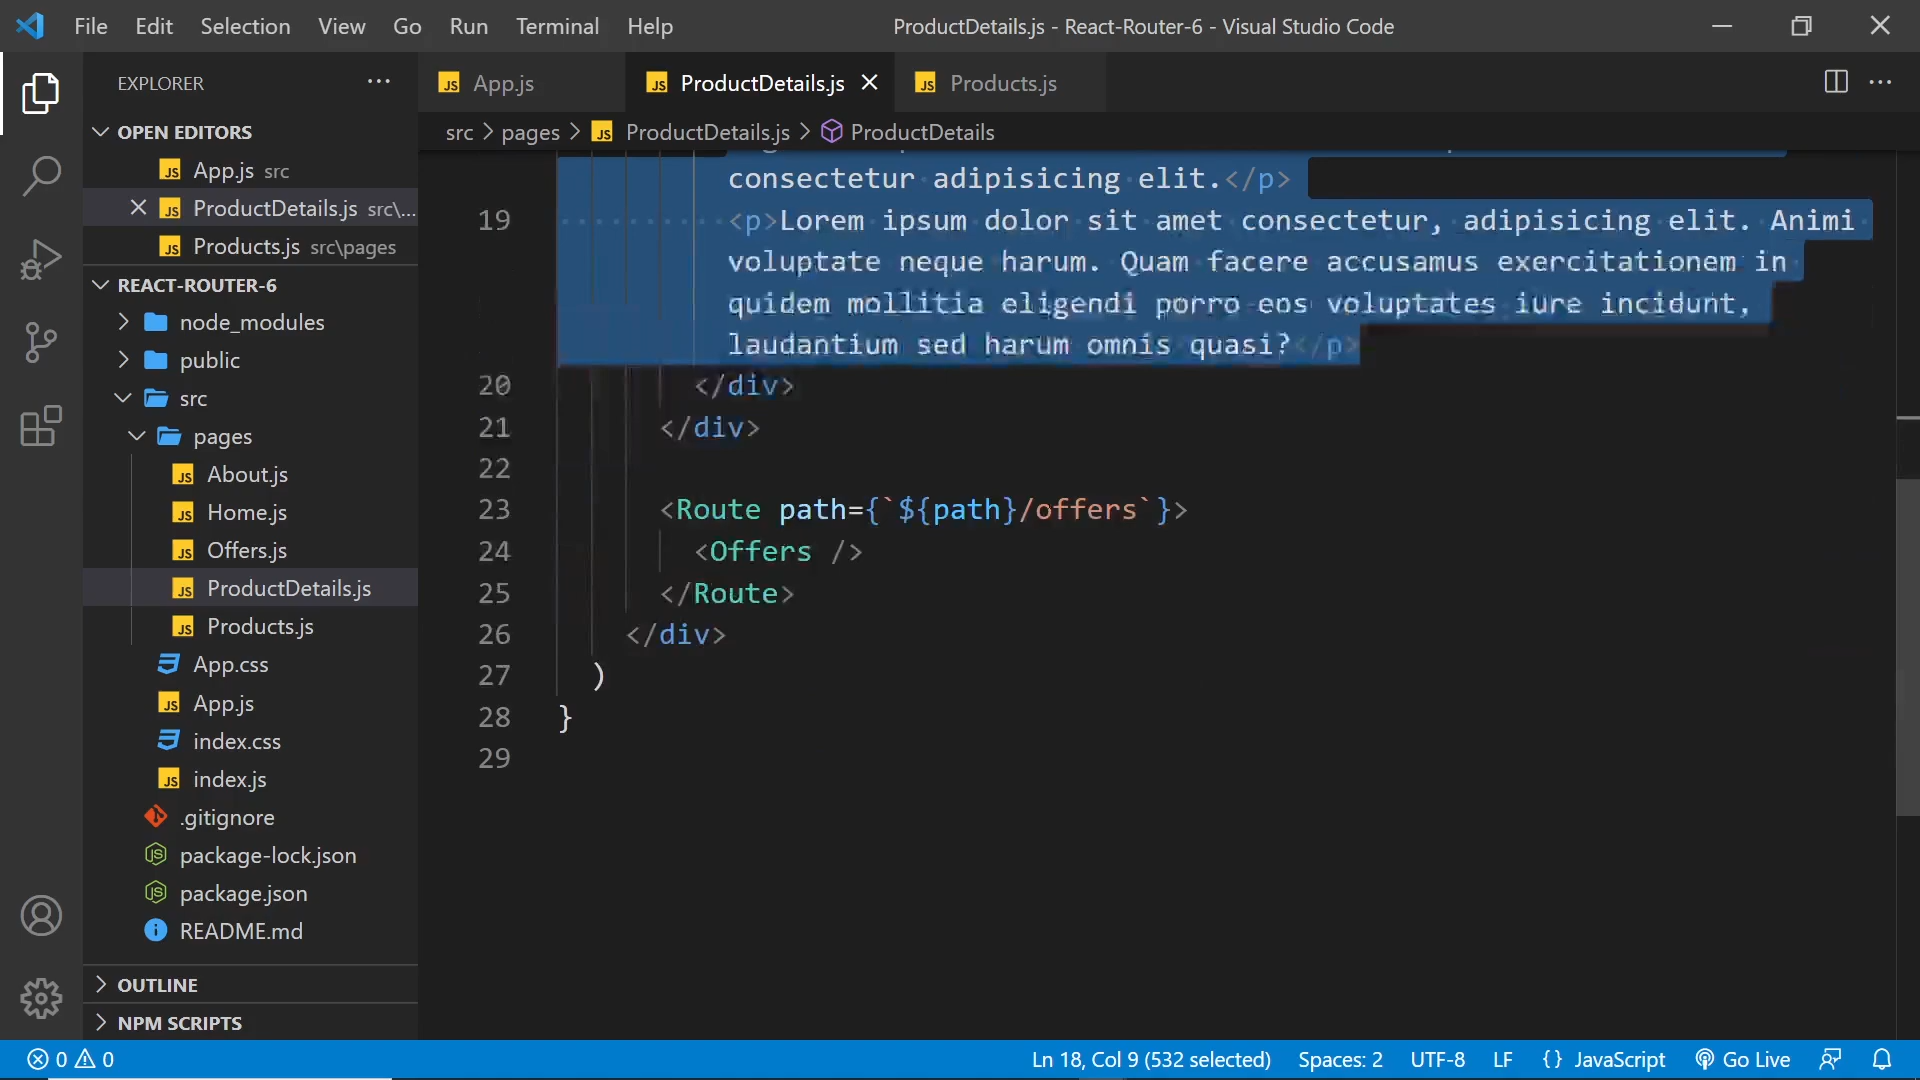 File Edit Selection View Go Run Terminal Help
ProductDetails.js - React-Router-6 - Visual Studio Code
EXPLORER
OPEN EDITORS
App.js src
ProductDetails.js src\...
Products.js src\pages
REACT-ROUTER-6
node_modules
public
src
pages
About.js
Home.js
Offers.js
ProductDetails.js
Products.js
App.css
App.js
index.css
index.js
.gitignore
package-lock.json
package.json
README.md
OUTLINE
NPM SCRIPTS
App.js ProductDetails.js Products.js
src > pages > ProductDetails.js > ProductDetails
consectetur adipisicing elit.</p>
19 <p>Lorem ipsum dolor sit amet consectetur, adipisicing elit. Animi
voluptate neque harum. Quam facere accusamus exercitationem in
quidem mollitia eligendi porro eos voluptates iure incidunt,
laudantium sed harum omnis quasi?</p>
20 </div>
21 </div>
22
23 <Route path={`${path}/offers`}>
24 <Offers />
25 </Route>
26 </div>
27 )
28 }
29
0 0 Ln 18, Col 9 (532 selected) Spaces: 2 UTF-8 LF {} JavaScript Go Live